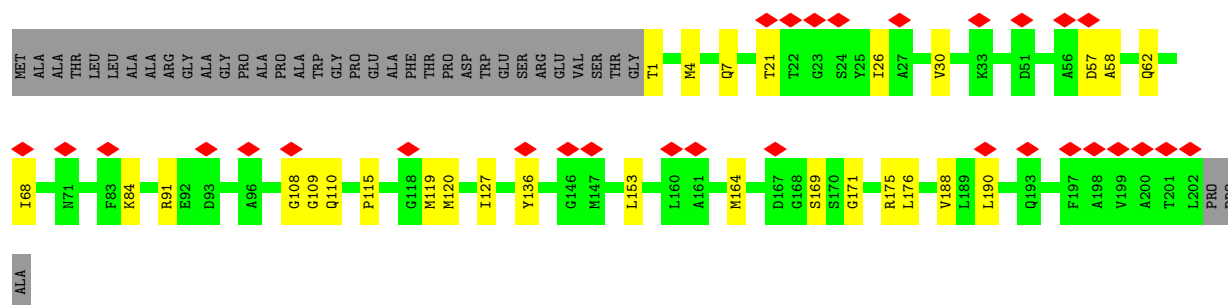 MET ALA ALA THR LEU LEU ALA ALA ARG GLY ALA GLY PRO ALA PRO ALA TRP GLY PRO GLU ALA PHE THR PRO ASP TRP GLU SER ARG GLU VAL SER THR GLY T1 M4 Q7 T21 T22 G23 S24 Y25 I26 A27 V30 K33 D51 A56 D57 A58 Q62
I68 N71 F83 K84 R91 E92 D93 A96 G108 G109 Q110 P115 G118 M119 M120 I127 Y136 G146 M147 L153 L160 A161 M164 D167 G168 S169 S170 G171 R175 L176 V188 L189 L190 Q193 F197 A198 V199 A200 T201 L202 PRO
ALA